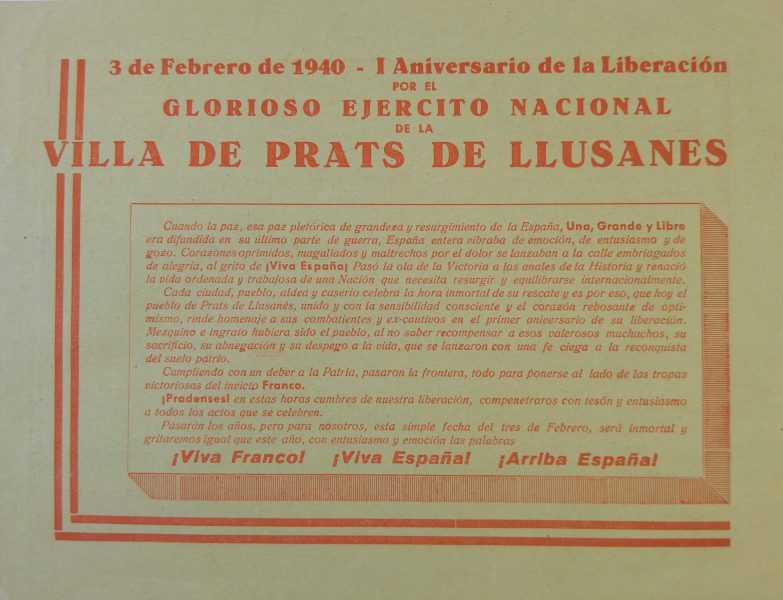 3 de Febrero de 1940 - I Aniversario de la Liberación
POR EL
GLORIOSO EJERCITO NACIONAL
DE LA
VILLA DE PRATS DE LLUSANES
Cuando la paz, esa paz pletórica de grandeza y resurgimiento de la España, Una, Grande y Libre
era difundida en su último parte de guerra, España entera vibraba de emoción, de entusiasmo y de
gozo. Corazones oprimidos, magullados y maltrechos por el dolor se lanzaban a la calle embriagados
de alegria, al grito de ¡Viva España¡ Pasó la ola de la Victoria a los anales de la Historia y renació
la vida ordenada y trabajosa de una Nación que necesita resurgir y equilibrarse internacionalmente.
Cada ciudad, pueblo, aldea y caserio celebra la hora inmortal de su rescate y es por eso, que hoy el
pueblo de Prats de Llusanés, unido y con la sensibilidad consciente y el corazón rebosante de opti-
mismo, rinde homenaje a sus combatientes y ex-cautivos en el primer aniversario de su liberación.
Mezquino e ingrato hubiera sido el pueblo, al no saber recompensar a esos valerosos muchachos, su
sacrificio, su abnegación y su despego a la vida, que se lanzaron con una fe ciega a la reconquista
del suelo patrio.
Cumpliendo con un deber a la Patria, pasaron la frontera, todo para ponerse al lado de las tropas
victoriosas del invicto Franco.
¡Pradenses! en estas horas cumbres de nuestra liberación, compenetraros con tesón y entusiasmo
a todos los actos que se celebren.
Pasarán los años, pero para nosotros, esta simple fecha del tres de Febrero, será inmortal y
gritaremos igual que este año, con entusiasmo y emoción las palabras
¡Viva Franco! ¡Viva España! ¡Arriba España!